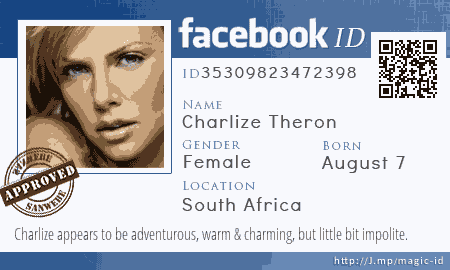 facebook ID
ID35309823472398
NAME
Charlize Theron
GENDER
Female
BORN
August 7
LOCATION
South Africa
APPROVED
SANWEBE
Charlize appears to be adventurous, warm & charming, but little bit impolite.
http://J.mp/magic-id